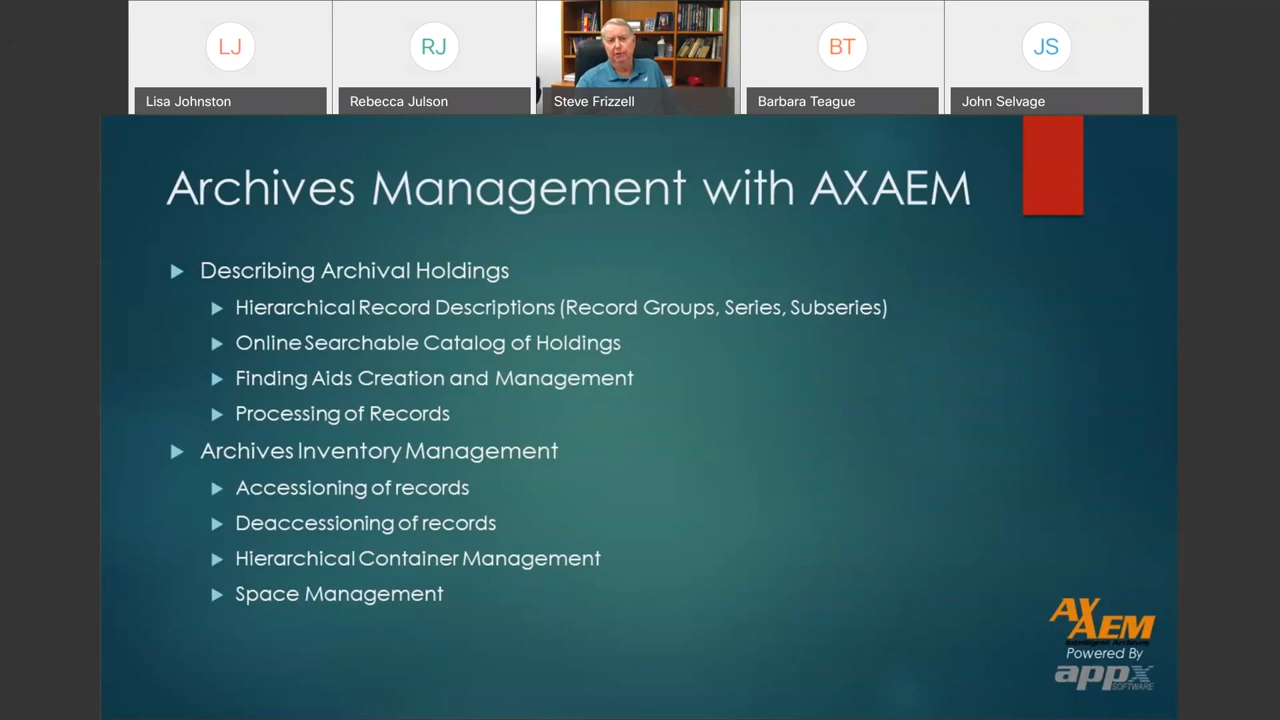 LJ
RJ
BT
JS
Lisa Johnston
Rebecca Julson
Steve Frizzell
Barbara Teague
John Selvage
Archives Management with AXAEM
Describing Archival Holdings
Hierarchical Record Descriptions (Record Groups, Series, Subseries)
Online Searchable Catalog of Holdings
Finding Aids Creation and Management
Processing of Records
Archives Inventory Management
Accessioning of records
Deaccessioning of records
Hierarchical Container Management
Space Management
AXAEM
Powered By
appx
SOFTWARE